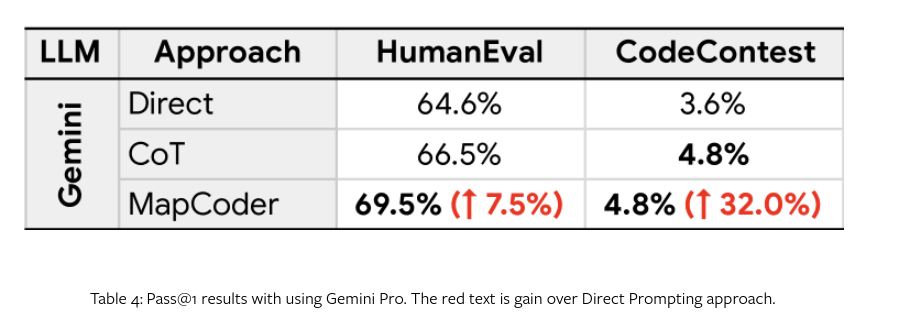 LLM Approach HumanEval CodeContest
Gemini
Direct 64.6% 3.6%
CoT 66.5% 4.8%
MapCoder 69.5% (↑ 7.5%) 4.8% (↑ 32.0%)
Table 4: Pass@1 results with using Gemini Pro. The red text is gain over Direct Prompting approach.